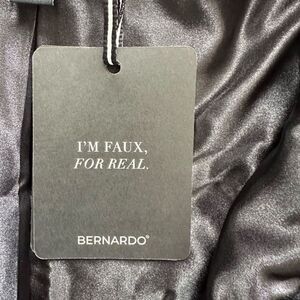 I'M FAUX,
FOR REAL.
BERNARDO®